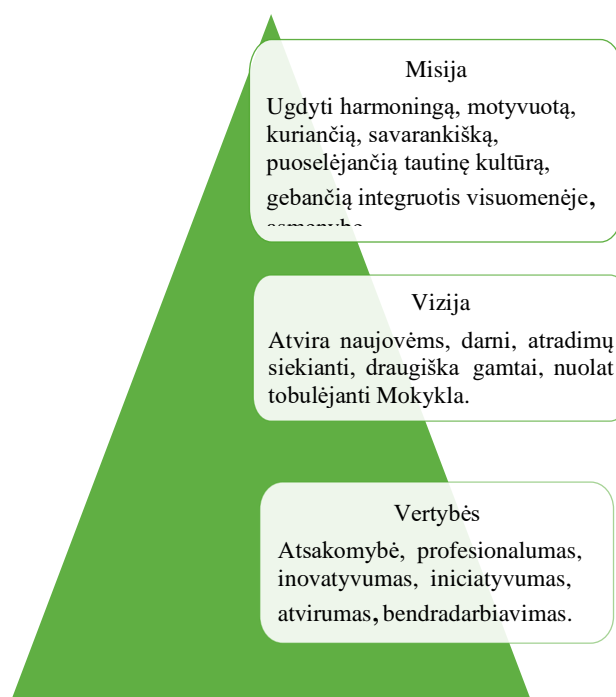 Misija
Ugdyti harmoningą, motyvuotą,
kuriančią, savarankišką,
puoselėjančią tautinę kultūrą,
gebančią integruotis visuomenėje,
Vizija
Atvira naujovėms, darni, atradimų
siekianti, draugiška gamtai, nuolat
tobulėjanti Mokykla.
Vertybės
Atsakomybė, profesionalumas,
inovatyvumas, iniciatyvumas,
atvirumas, bendradarbiavimas.